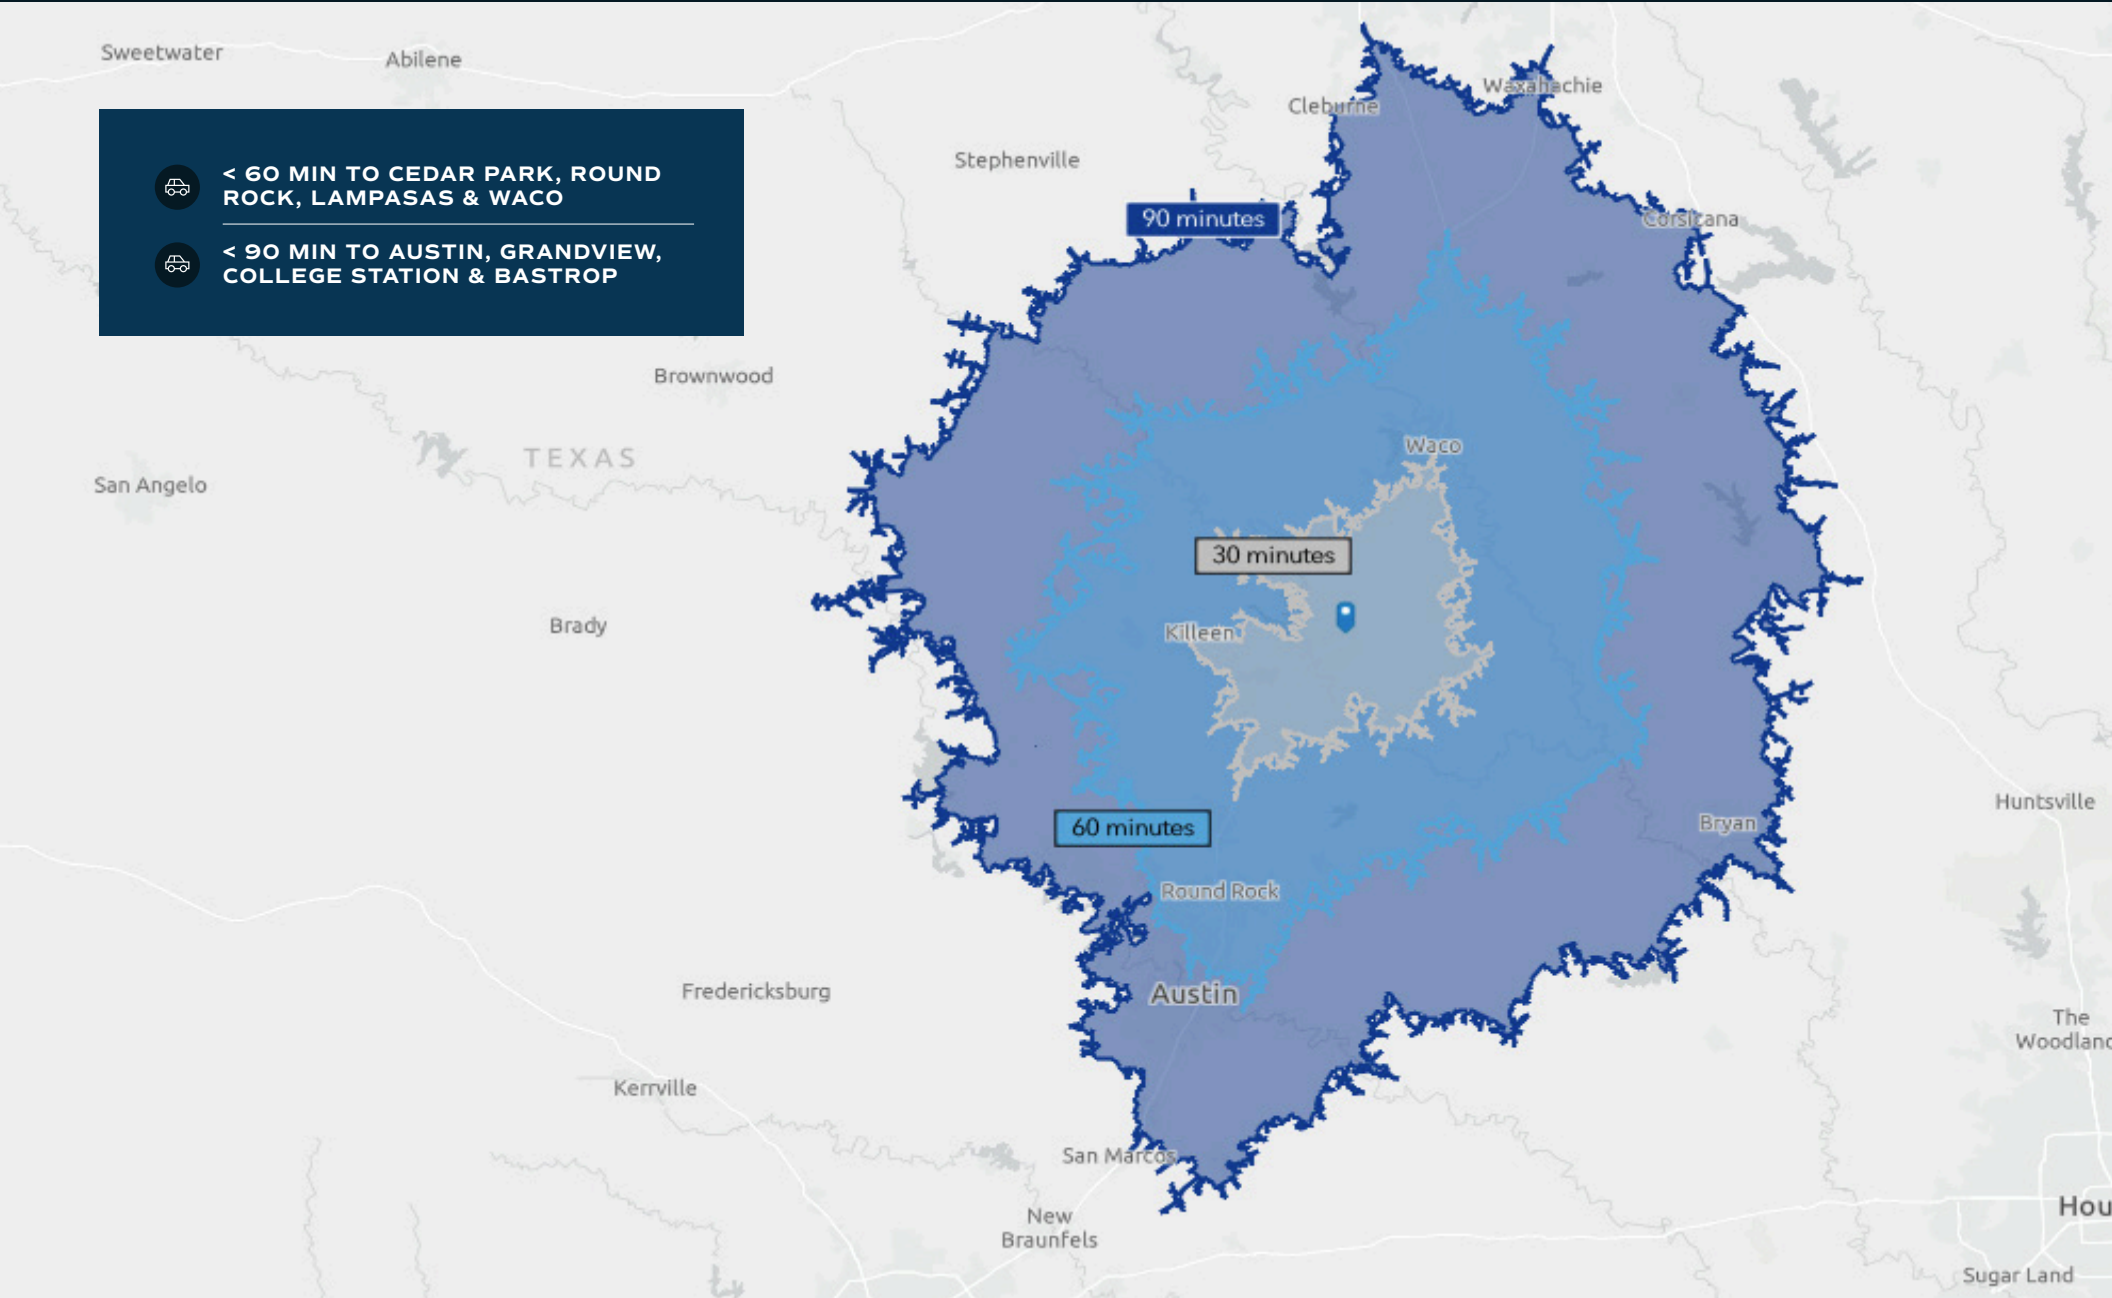 Sweetwater
Abilene
Waxahachie
Cleburne
Stephenville
< 60 MIN TO CEDAR PARK, ROUND
ROCK, LAMPASAS & WACO
90 minutes
Corsicana
< 90 MIN TO AUSTIN, GRANDVIEW,
COLLEGE STATION & BASTROP
Brownwood
Waco
TEXAS
San Angelo
30 minutes
Brady
Killeen
Huntsville
60 minutes
Bryan
Round Rock
Fredericksburg
Austin
The
Woodlanc
Kerrville
San Marcos
New
Braunfels
Hou
Sugar Land